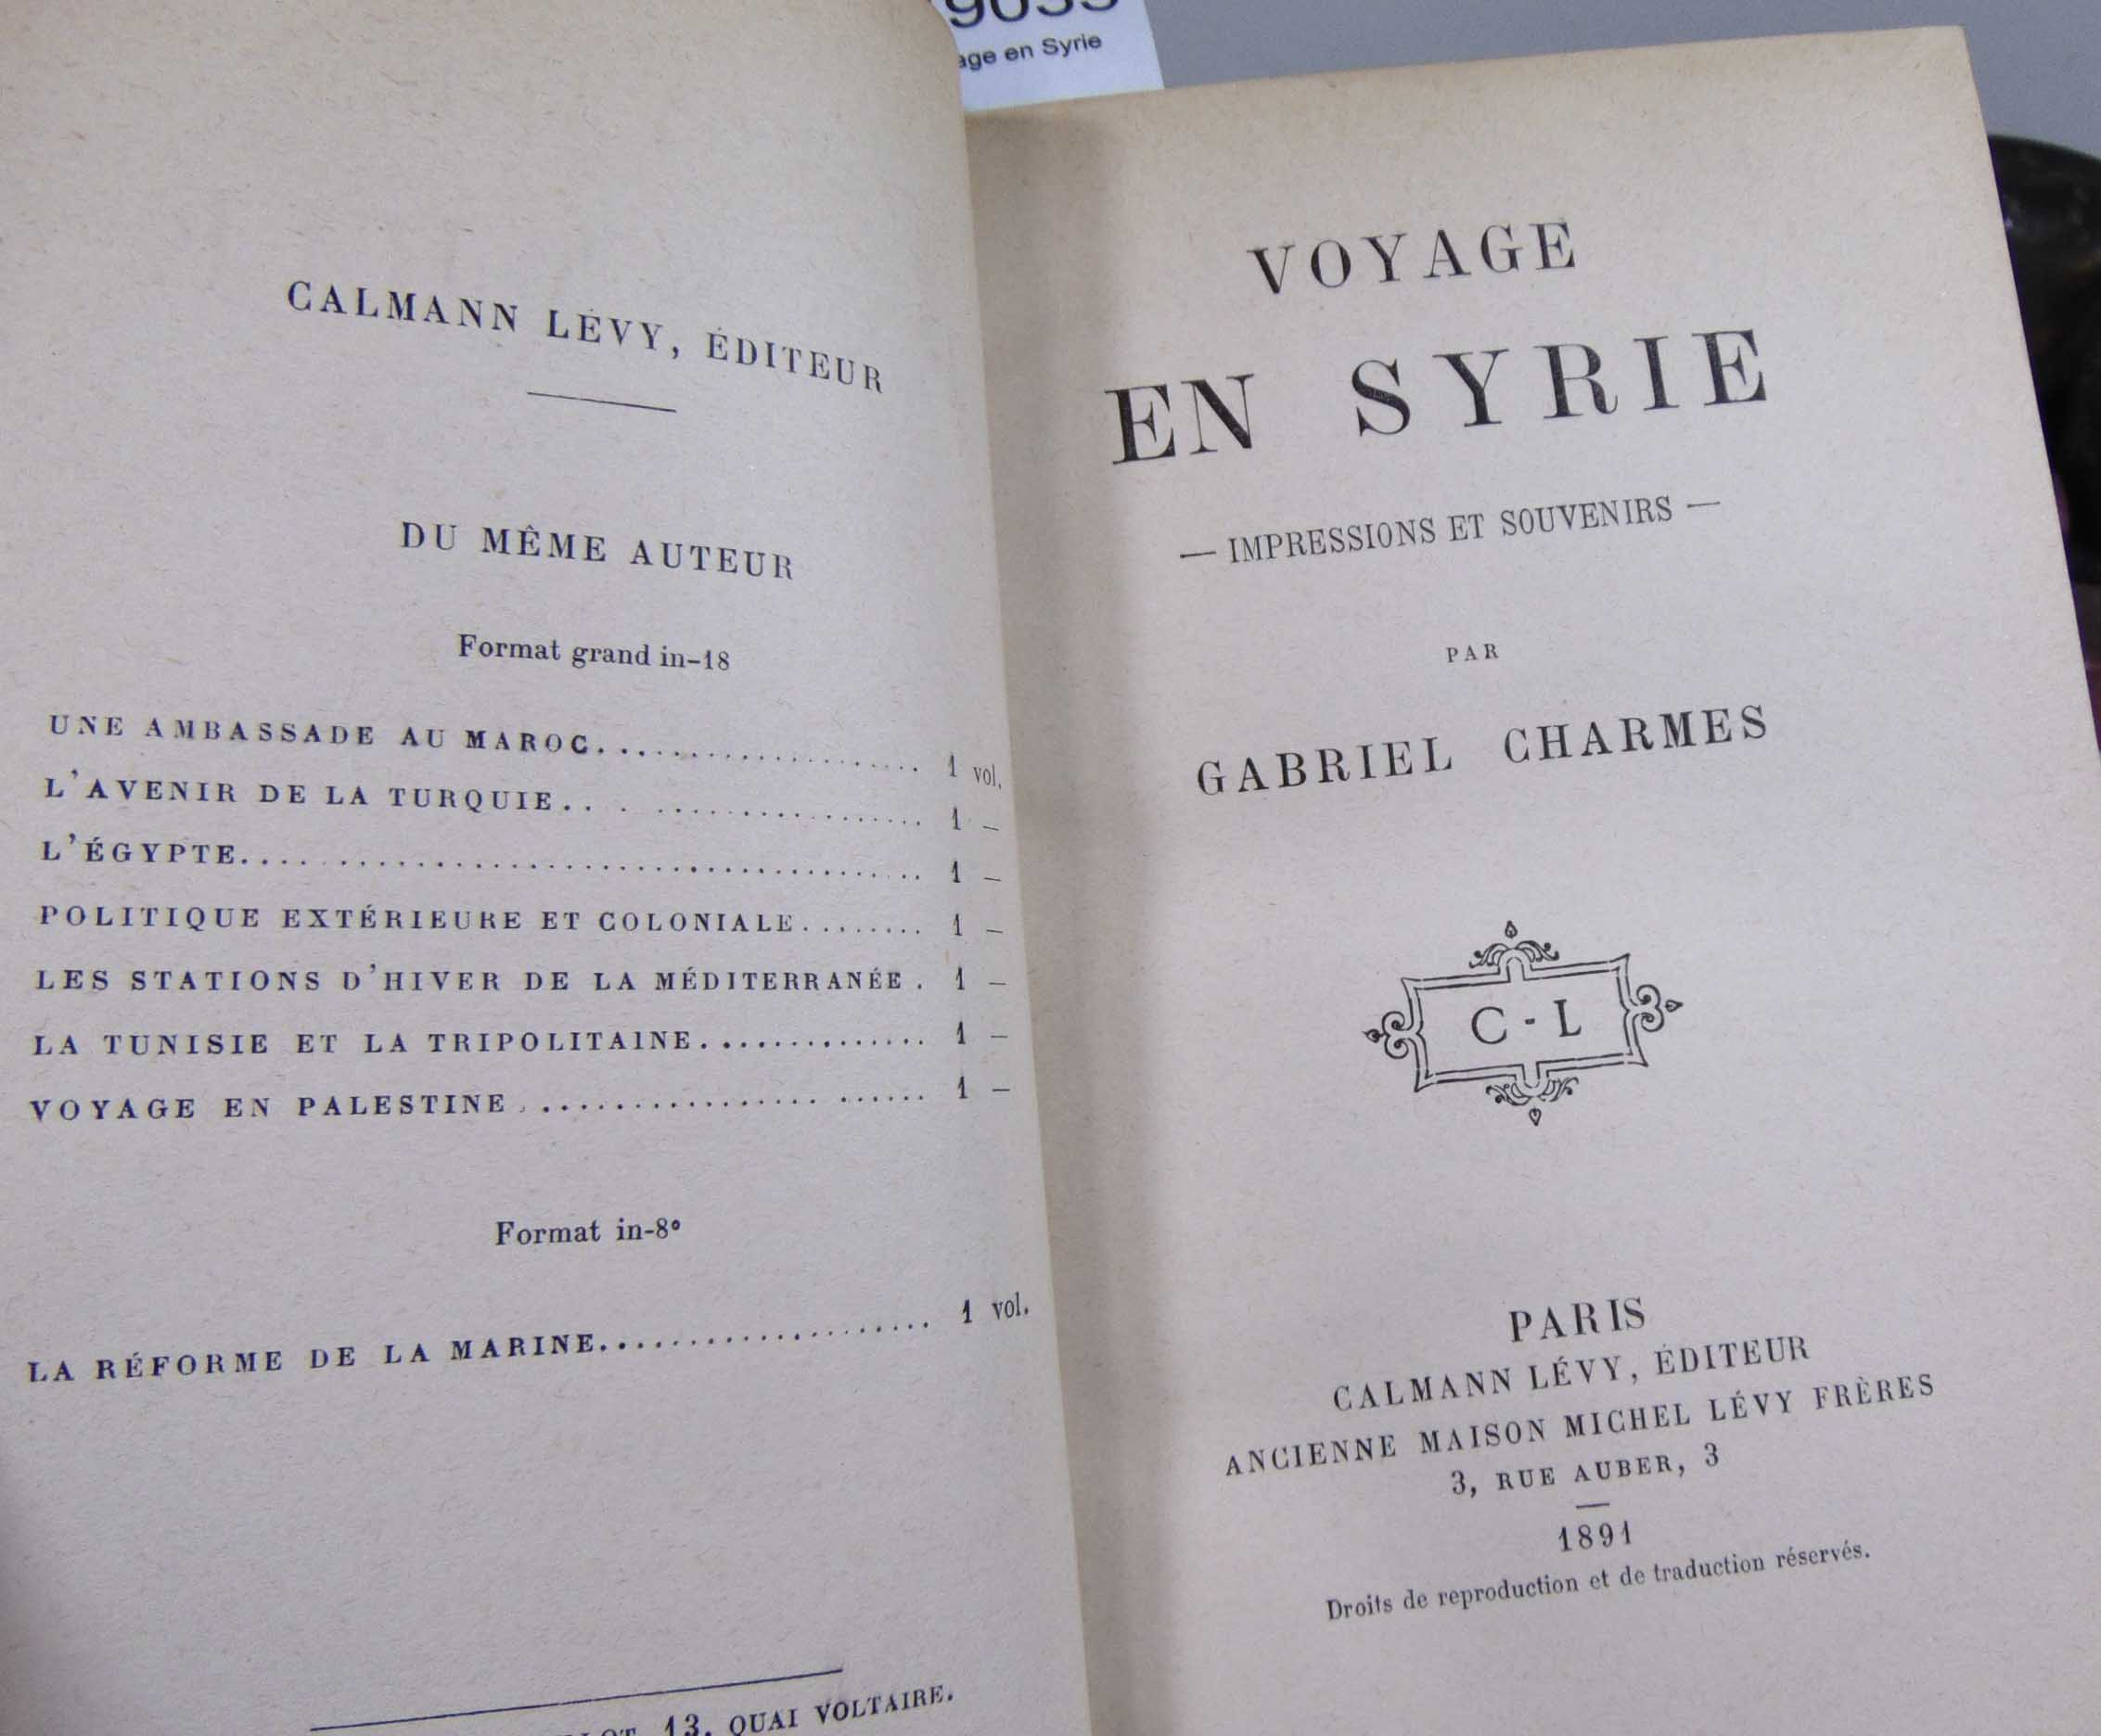 CALMANN LÉVY, ÉDITEUR
DU MÊME AUTEUR
Format grand in-18
UNE AMBASSADE AU MAROC. . . . . . . . . . . . . . . . . . . . 1 vol.
L'AVENIR DE LA TURQUIE. . . . . . . . . . . . . . . . . . . . 1 –
L'ÉGYPTE. . . . . . . . . . . . . . . . . . . . . . . . . . . . . . 1 –
POLITIQUE EXTÉRIEURE ET COLONIALE. . . . . . . . 1 –
LES STATIONS D'HIVER DE LA MÉDITERRANÉE . 1 –
LA TUNISIE ET LA TRIPOLITAINE. . . . . . . . . . . . . . 1 –
VOYAGE EN PALESTINE . . . . . . . . . . . . . . . . . . . . . . 1 –
Format in-8º
LA RÉFORME DE LA MARINE. . . . . . . . . . . . . . . . . . . . 1 vol.
13, QUAI VOLTAIRE.
en Syrie
VOYAGE
EN SYRIE
— IMPRESSIONS ET SOUVENIRS —
PAR
GABRIEL CHARMES
C - L
PARIS
CALMANN LÉVY, ÉDITEUR
ANCIENNE MAISON MICHEL LÉVY FRÈRES
3, RUE AUBER, 3
1891
Droits de reproduction et de traduction réservés.